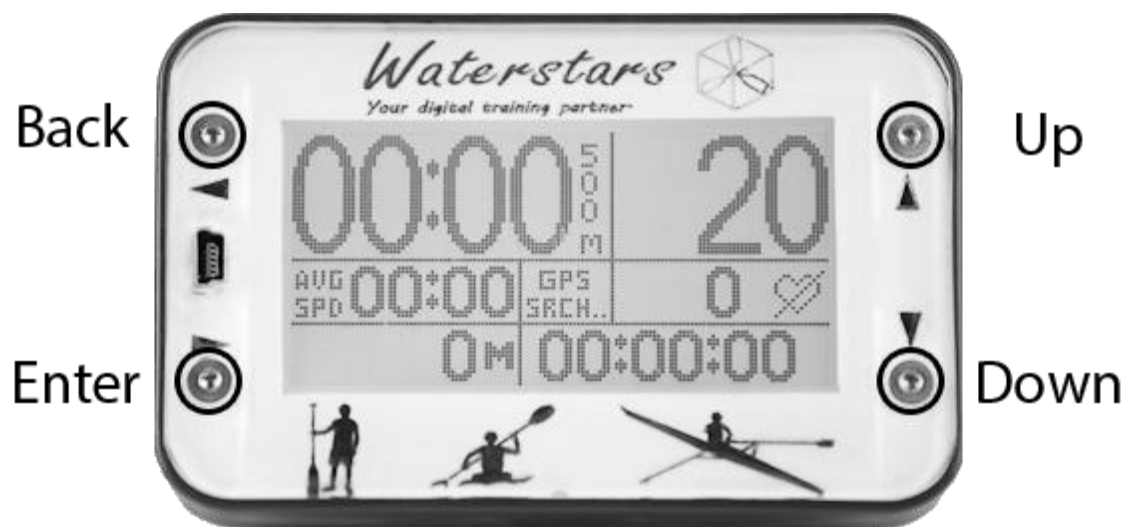 Waterstars
Your digital training partner
Back
Up
00:00 500M 20
AVG SPD 00:00 GPS SRCH.. 0
0M 00:00:00
Enter
Down